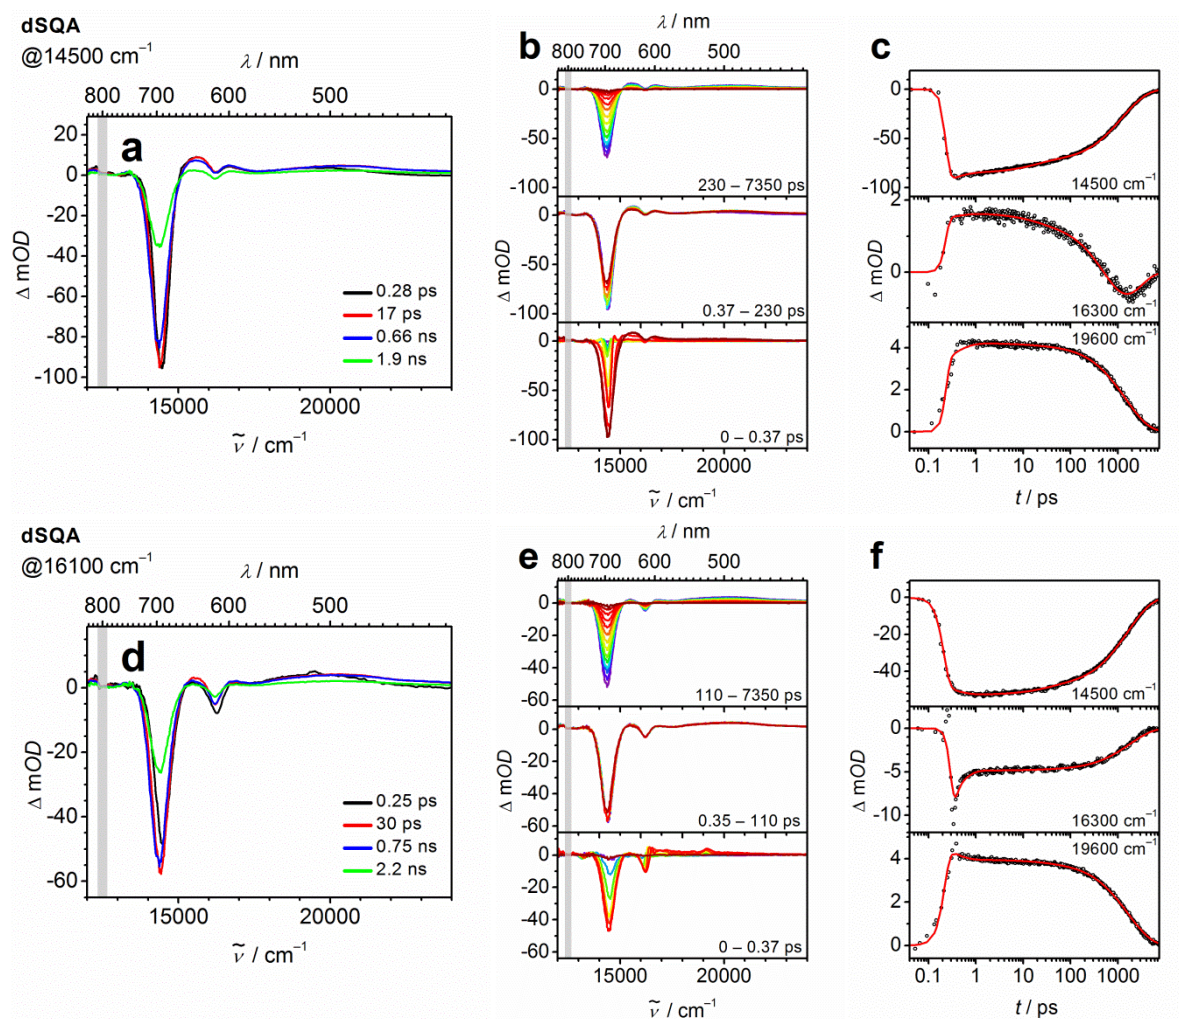 dSQA
@14500 cm⁻¹
λ / nm
800 700 600 500
a
20
0
-20
-40
-60
-80
-100
Δ mOD
0.28 ps
17 ps
0.66 ns
1.9 ns
15000 20000
ν̃ / cm⁻¹
b
λ / nm
800 700 600 500
0
-50
-100
230 – 7350 ps
0
-50
-100
0.37 – 230 ps
0
-50
-100
0 – 0.37 ps
Δ mOD
15000 20000
ν̃ / cm⁻¹
c
0
-50
-100
14500 cm⁻¹
2
0
16300 cm⁻¹
4
2
0
19600 cm⁻¹
Δ mOD
0.1 1 10 100 1000
t / ps
dSQA
@16100 cm⁻¹
λ / nm
800 700 600 500
d
0
-20
-40
-60
Δ mOD
0.25 ps
30 ps
0.75 ns
2.2 ns
15000 20000
ν̃ / cm⁻¹
e
λ / nm
800 700 600 500
0
-20
-40
-60
110 – 7350 ps
0
-20
-40
-60
0.35 – 110 ps
0
-20
-40
-60
0 – 0.37 ps
Δ mOD
15000 20000
ν̃ / cm⁻¹
f
0
-20
-40
14500 cm⁻¹
0
-5
-10
16300 cm⁻¹
4
2
0
19600 cm⁻¹
Δ mOD
0.1 1 10 100 1000
t / ps